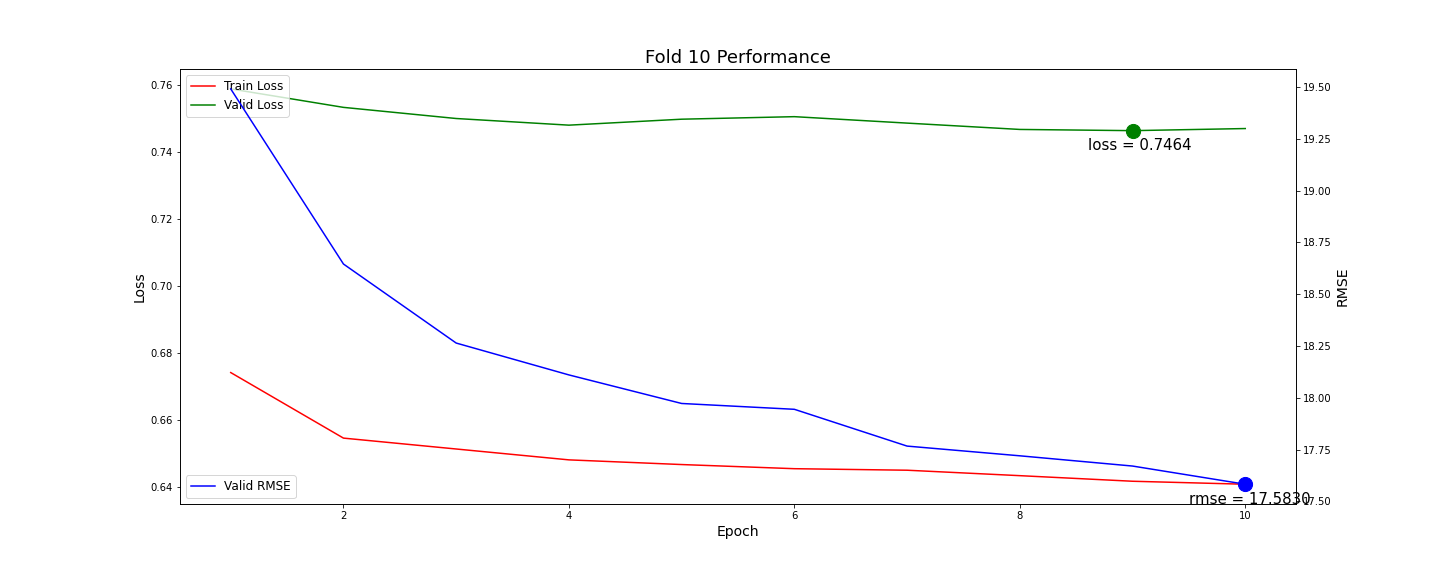 Fold 10 Performance
Train Loss
Valid Loss
0.76
0.74
0.72
0.70
0.68
0.66
0.64
Loss
19.50
19.25
19.00
18.75
18.50
18.25
18.00
17.75
17.50
RMSE
loss = 0.7464
Valid RMSE
rmse = 17.5830
2
4
6
8
10
Epoch